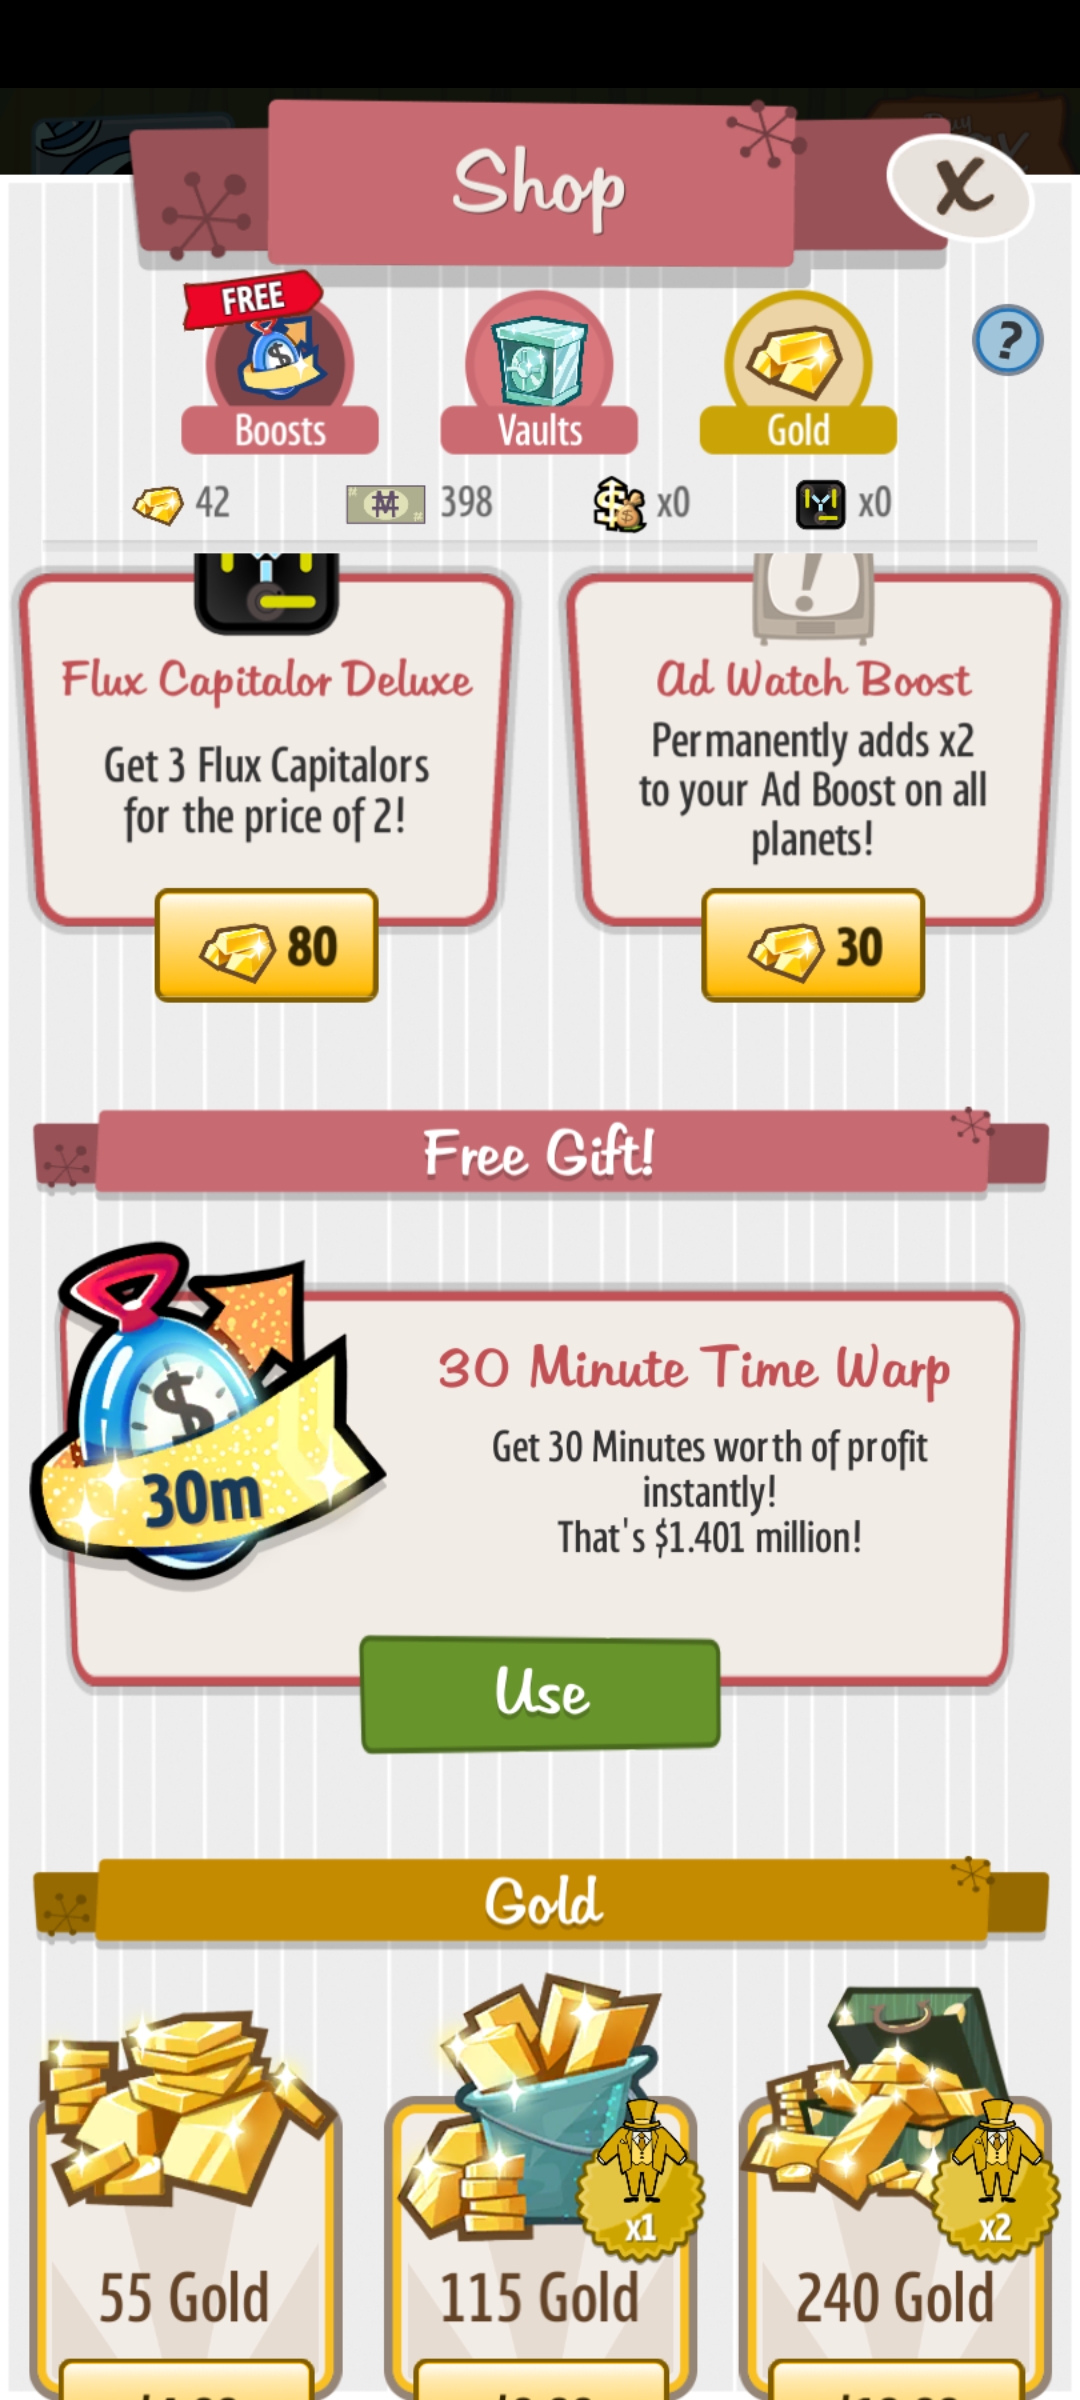 Shop
X
FREE
?
Boosts
Vaults
Gold
42
398
x0
x0
Flux Capitalor Deluxe
Get 3 Flux Capitalors
for the price of 2!
80
Ad Watch Boost
Permanently adds x2
to your Ad Boost on all
planets!
30
Free Gift!
30m
30 Minute Time Warp
Get 30 Minutes worth of profit
instantly!
That's $1.401 million!
Use
Gold
x1
x2
55 Gold
115 Gold
240 Gold